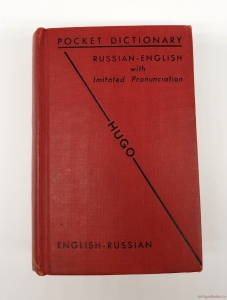 POCKET DICTIONARY
RUSSIAN-ENGLISH
with
Imitated Pronunciation
HUGO
ENGLISH-RUSSIAN